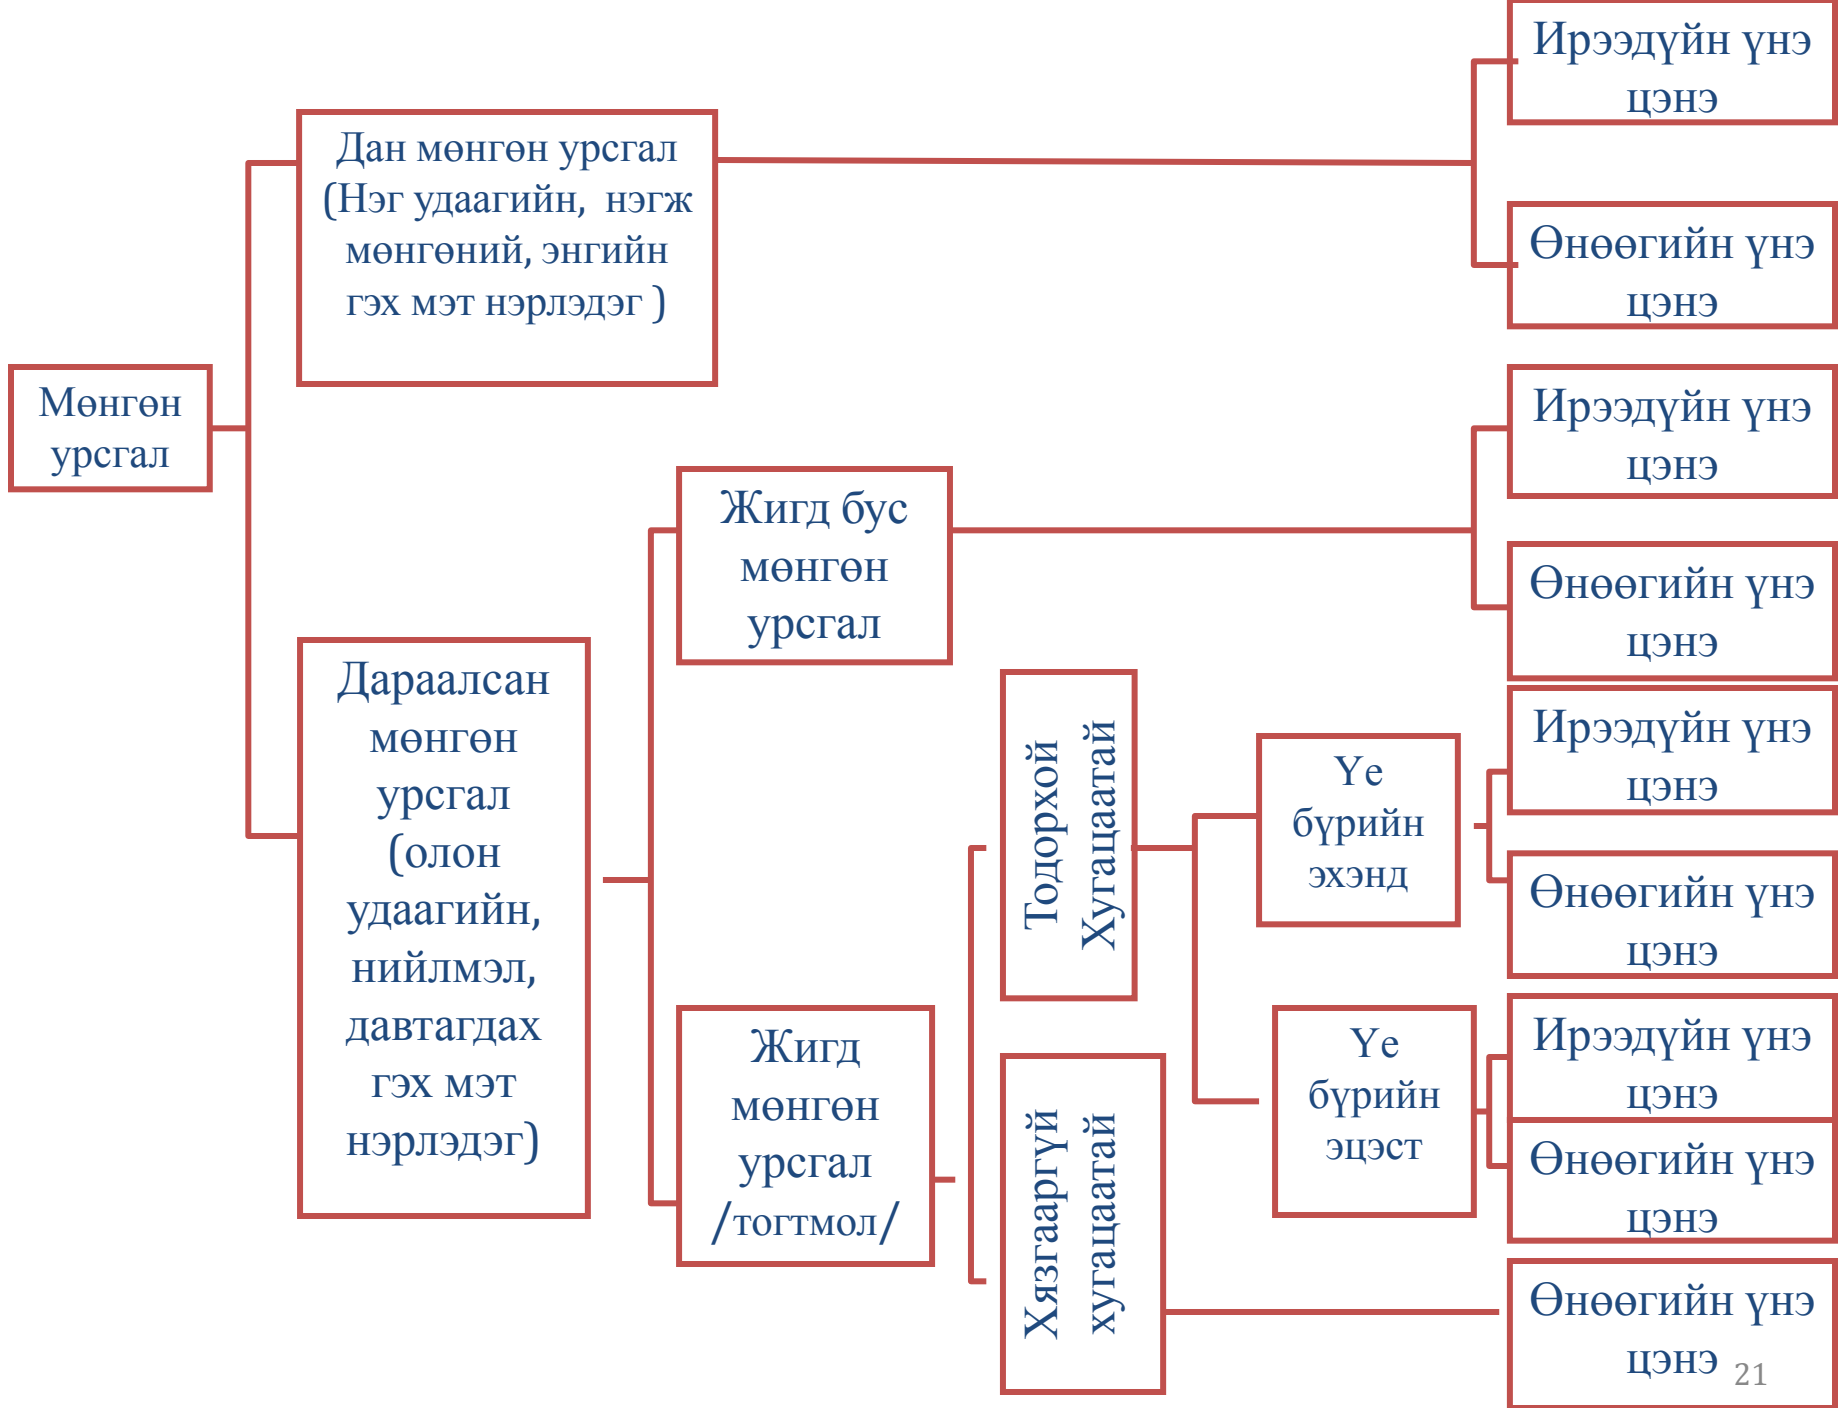 Мөнгөн
урсгал
Дан мөнгөн урсгал
(Нэг удаагийн, нэгж
мөнгөний, энгийн
гэх мэт нэрлэдэг )
Ирээдүйн үнэ
цэнэ
Өнөөгийн үнэ
цэнэ
Дараалсан
мөнгөн
урсгал
(олон
удаагийн,
нийлмэл,
давтагдах
гэх мэт
нэрлэдэг)
Жигд бус
мөнгөн
урсгал
Ирээдүйн үнэ
цэнэ
Өнөөгийн үнэ
цэнэ
Жигд
мөнгөн
урсгал
/тогтмол/
Тодорхой
Хугацаатай
Үе
бүрийн
эхэнд
Ирээдүйн үнэ
цэнэ
Өнөөгийн үнэ
цэнэ
Үе
бүрийн
эцэст
Ирээдүйн үнэ
цэнэ
Өнөөгийн үнэ
цэнэ
Хязгааргүй
хугацаатай
Өнөөгийн үнэ
цэнэ
21